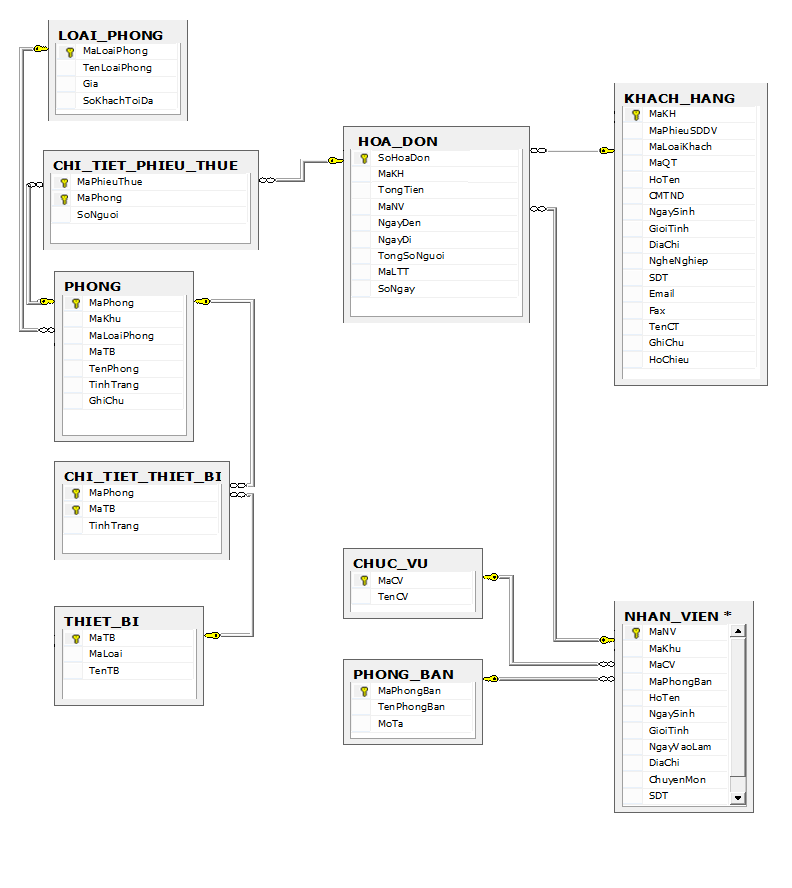 LOAI_PHONG
MaLoaiPhong
TenLoaiPhong
Gia
SoKhachToiDa
CHI_TIET_PHIEU_THUE
MaPhieuThue
MaPhong
SoNguoi
PHONG
MaPhong
MaKhu
MaLoaiPhong
MaTB
TenPhong
TinhTrang
GhiChu
CHI_TIET_THIET_BI
MaPhong
MaTB
TinhTrang
THIET_BI
MaTB
MaLoai
TenTB
HOA_DON
SoHoaDon
MaKH
TongTien
MaNV
NgayDen
NgayDi
TongSoNguoi
MaLTT
SoNgay
CHUC_VU
MaCV
TenCV
PHONG_BAN
MaPhongBan
TenPhongBan
MoTa
KHACH_HANG
MaKH
MaPhieuSDDV
MaLoaiKhach
MaQT
HoTen
CMTND
NgaySinh
GioiTinh
DiaChi
NgheNghiep
SDT
Email
Fax
TenCT
GhiChu
HoChieu
NHAN_VIEN *
MaNV
MaKhu
MaCV
MaPhongBan
HoTen
NgaySinh
GioiTinh
NgayVaoLam
DiaChi
ChuyenMon
SDT